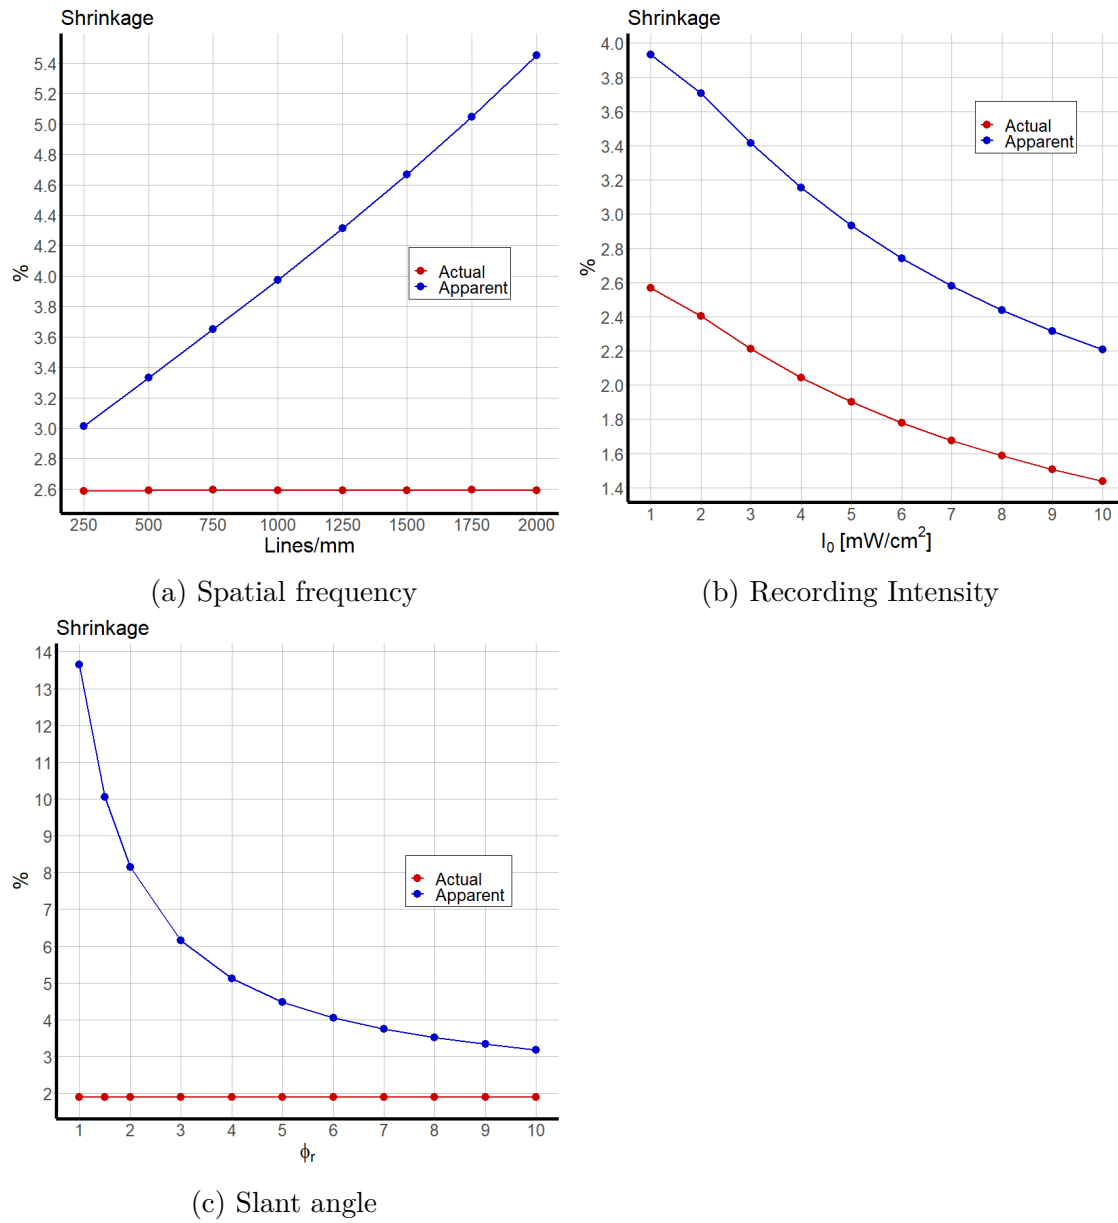 Shrinkage
5.4
5.2
5.0
4.8
4.6
4.4
4.2
4.0
3.8
3.6
3.4
3.2
3.0
2.8
2.6
%
Actual
Apparent
250 500 750 1000 1250 1500 1750 2000
Lines/mm
(a) Spatial frequency
Shrinkage
4.0
3.8
3.6
3.4
3.2
3.0
2.8
2.6
2.4
2.2
2.0
1.8
1.6
1.4
%
Actual
Apparent
1 2 3 4 5 6 7 8 9 10
I₀ [mW/cm²]
(b) Recording Intensity
Shrinkage
14
13
12
11
10
9
8
7
6
5
4
3
2
%
Actual
Apparent
1 2 3 4 5 6 7 8 9 10
ϕᵣ
(c) Slant angle